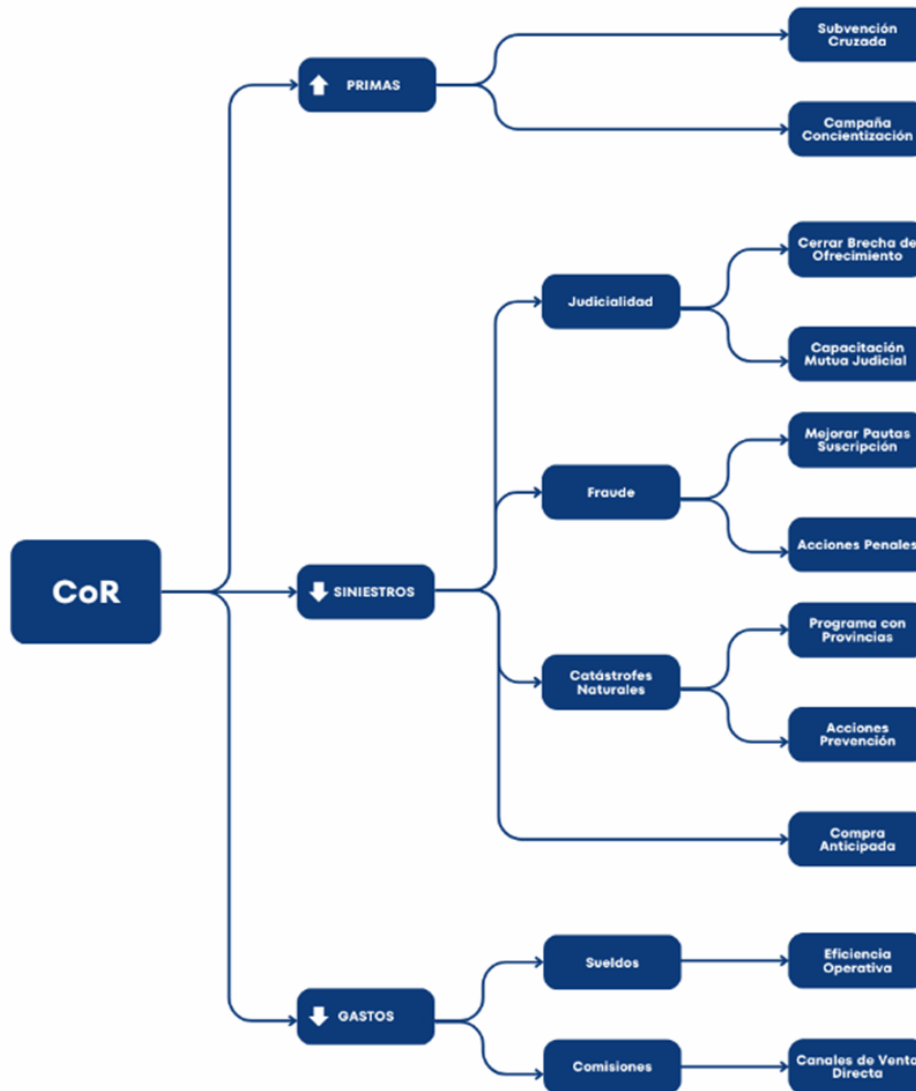 Subvención
Cruzada
PRIMAS
Campaña
Concientización
Cerrar Brecha de
Ofrecimiento
Judicialidad
Capacitación
Mutua Judicial
Mejorar Pautas
Suscripción
Fraude
Acciones Penales
CoR
SINIESTROS
Programa con
Provincias
Catástrofes
Naturales
Acciones
Prevención
Compra
Anticipada
Sueldos
Eficiencia
Operativa
GASTOS
Comisiones
Canales de Venta
Directa